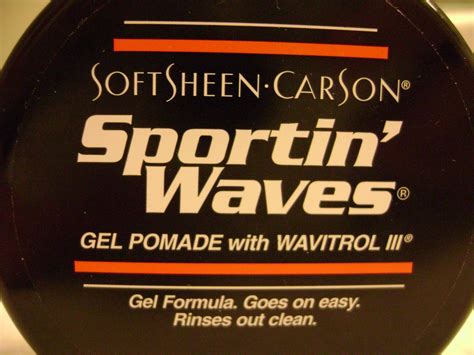 SOFTSHEEN·CARSON®
Sportin'
Waves®
GEL POMADE with WAVITROL III®
Gel Formula. Goes on easy.
Rinses out clean.